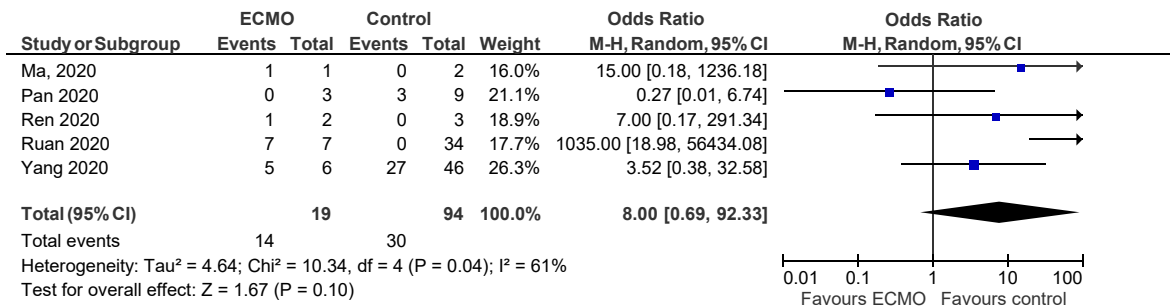 ECMO Control Odds Ratio Odds Ratio
Study or Subgroup Events Total Events Total Weight M-H, Random, 95% CI M-H, Random, 95% CI
Ma, 2020 1 1 0 2 16.0% 15.00 [0.18, 1236.18]
Pan 2020 0 3 3 9 21.1% 0.27 [0.01, 6.74]
Ren 2020 1 2 0 3 18.9% 7.00 [0.17, 291.34]
Ruan 2020 7 7 0 34 17.7% 1035.00 [18.98, 56434.08]
Yang 2020 5 6 27 46 26.3% 3.52 [0.38, 32.58]
Total (95% CI) 19 94 100.0% 8.00 [0.69, 92.33]
Total events 14 30
Heterogeneity: Tau² = 4.64; Chi² = 10.34, df = 4 (P = 0.04); I² = 61%
Test for overall effect: Z = 1.67 (P = 0.10)
0.01 0.1 1 10 100
Favours ECMO Favours control